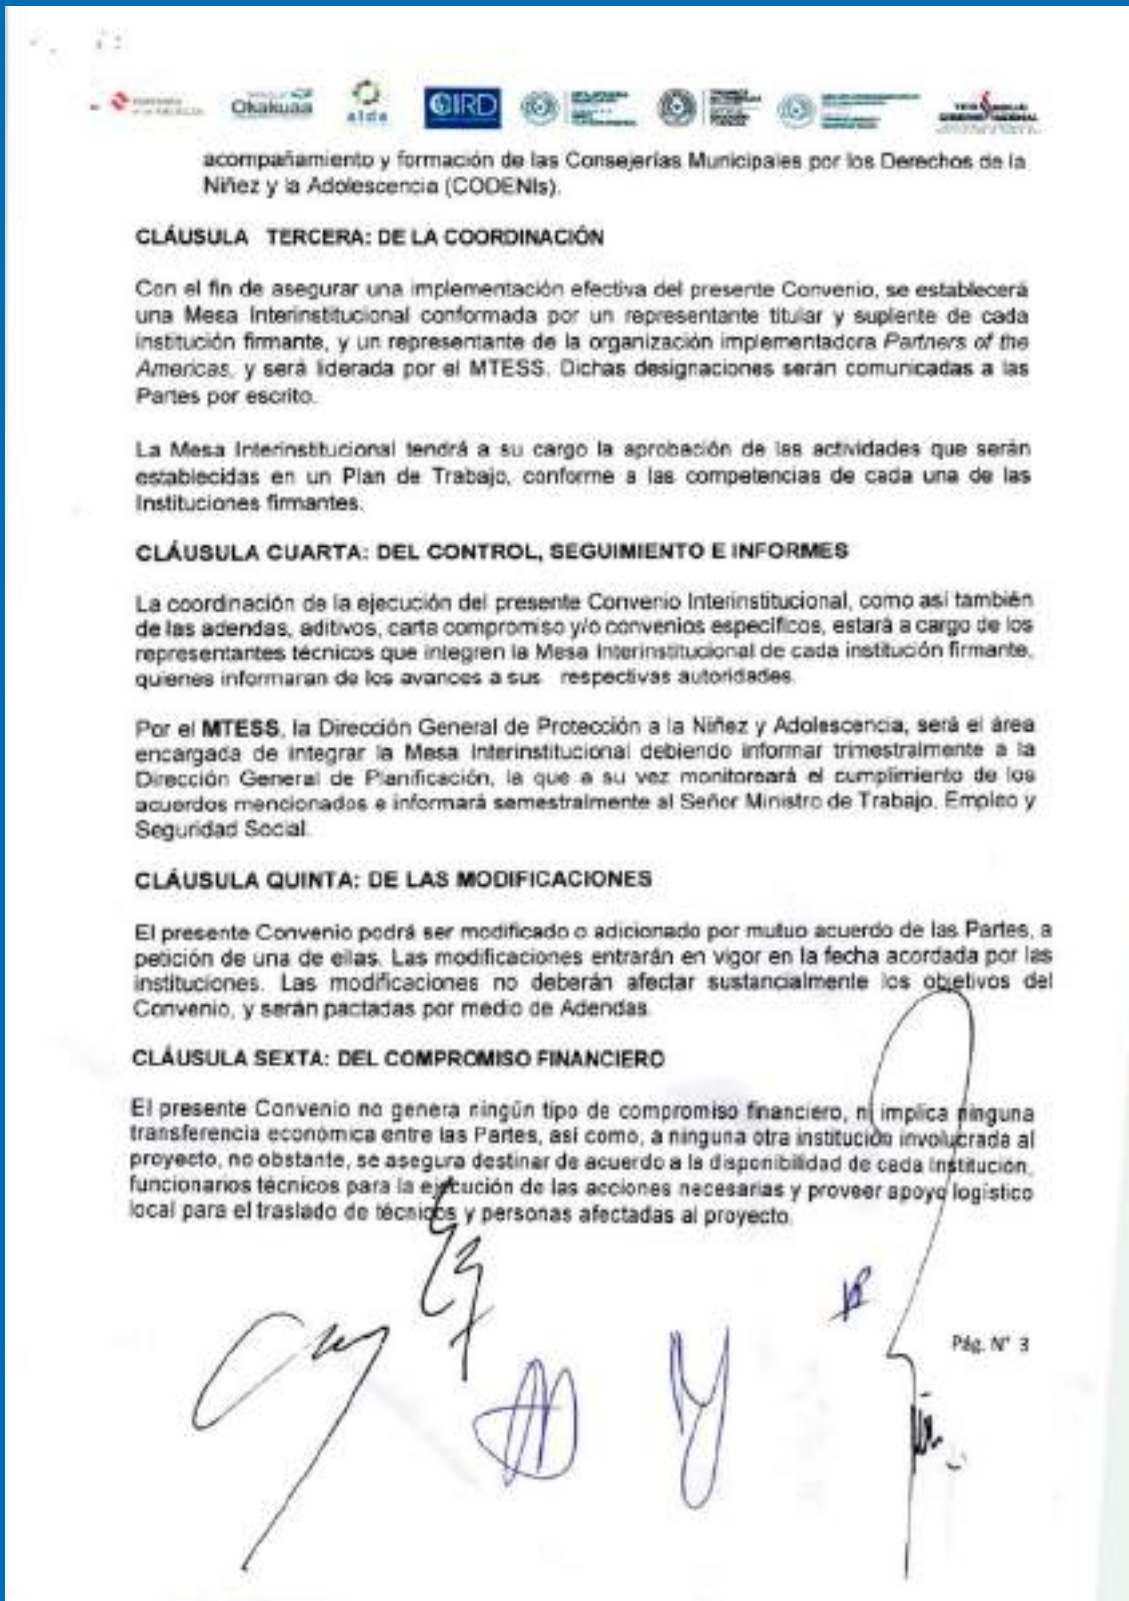 Okakuaa
alda
CIRD
acompañamiento y formación de las Consejerías Municipales por los Derechos de la
Niñez y la Adolescencia (CODENIs).
CLÁUSULA TERCERA: DE LA COORDINACIÓN
Con el fin de asegurar una implementación efectiva del presente Convenio, se establecerá
una Mesa Interinstitucional conformada por un representante titular y suplente de cada
institución firmante, y un representante de la organización implementadora Partners of the
Americas, y será liderada por el MTESS. Dichas designaciones serán comunicadas a las
Partes por escrito.
La Mesa Interinstitucional tendrá a su cargo la aprobación de las actividades que serán
establecidas en un Plan de Trabajo, conforme a las competencias de cada una de las
Instituciones firmantes.
CLÁUSULA CUARTA: DEL CONTROL, SEGUIMIENTO E INFORMES
La coordinación de la ejecución del presente Convenio Interinstitucional, como así también
de las adendas, aditivos, carta compromiso y/o convenios específicos, estará a cargo de los
representantes técnicos que integren la Mesa Interinstitucional de cada institución firmante,
quienes informaran de los avances a sus respectivas autoridades.
Por el MTESS, la Dirección General de Protección a la Niñez y Adolescencia, será el área
encargada de integrar la Mesa Interinstitucional debiendo informar trimestralmente a la
Dirección General de Planificación, la que a su vez monitoreará el cumplimiento de los
acuerdos mencionados e informará semestralmente al Señor Ministro de Trabajo, Empleo y
Seguridad Social.
CLÁUSULA QUINTA: DE LAS MODIFICACIONES
El presente Convenio podrá ser modificado o adicionado por mutuo acuerdo de las Partes, a
petición de una de ellas. Las modificaciones entrarán en vigor en la fecha acordada por las
instituciones. Las modificaciones no deberán afectar sustancialmente los objetivos del
Convenio, y serán pactadas por medio de Adendas.
CLÁUSULA SEXTA: DEL COMPROMISO FINANCIERO
El presente Convenio no genera ningún tipo de compromiso financiero, ni implica ninguna
transferencia económica entre las Partes, así como, a ninguna otra institución involucrada al
proyecto, no obstante, se asegura destinar de acuerdo a la disponibilidad de cada Institución,
funcionarios técnicos para la ejecución de las acciones necesarias y proveer apoyo logístico
local para el traslado de técnicos y personas afectadas al proyecto.
Pág. N° 3